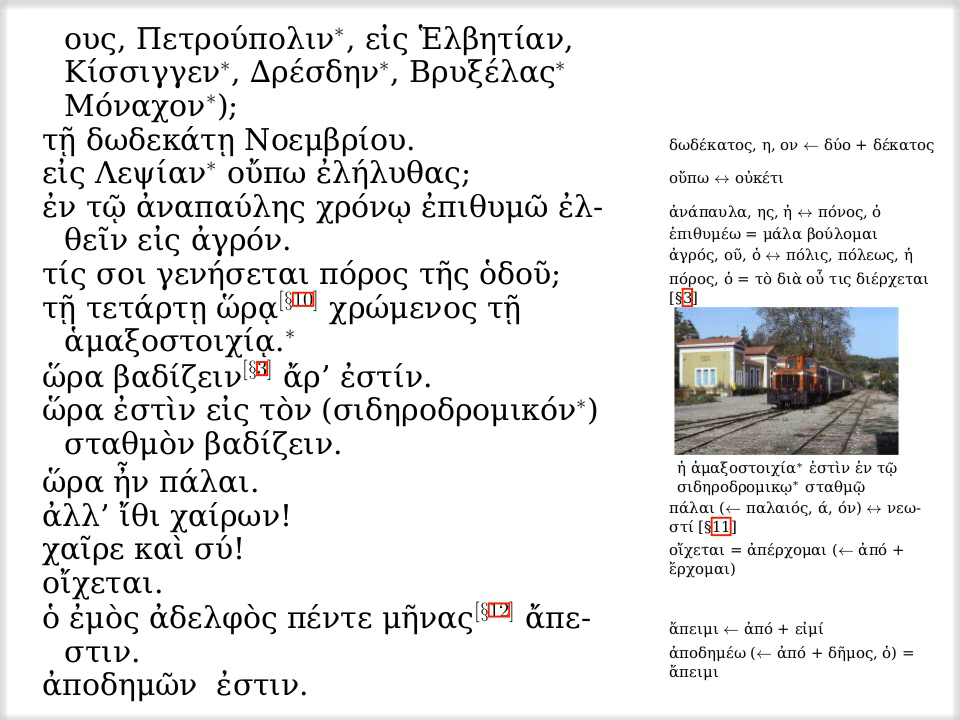 ους, Πετρούπολιν*, εἰς Ἑλβητίαν,
Κίσσιγγεν*, Δρέσδην*, Βρυξέλας*
Μόναχον*);
τῇ δωδεκάτῃ Νοεμβρίου.
εἰς Λεψίαν* οὔπω ἐλήλυθας;
ἐν τῷ ἀναπαύλης χρόνῳ ἐπιθυμῶ ἐλ-
θεῖν εἰς ἀγρόν.
τίς σοι γενήσεται πόρος τῆς ὁδοῦ;
τῇ τετάρτῃ ὥρᾳ[§10] χρώμενος τῇ
ἁμαξοστοιχίᾳ.*
ὥρα βαδίζειν[§3] ἄρ’ ἐστίν.
ὥρα ἐστὶν εἰς τὸν (σιδηροδρομικόν*)
σταθμὸν βαδίζειν.
ὥρα ἦν πάλαι.
ἀλλ’ ἴθι χαίρων!
χαῖρε καὶ σύ!
οἴχεται.
ὁ ἐμὸς ἀδελφὸς πέντε μῆνας[§12] ἄπε-
στιν.
ἀποδημῶν ἐστιν.
δωδέκατος, η, ον ← δύο + δέκατος
οὔπω ↔ οὐκέτι
ἀνάπαυλα, ης, ἡ ↔ πόνος, ὁ
ἐπιθυμέω = μάλα βούλομαι
ἀγρός, οῦ, ὁ ↔ πόλις, πόλεως, ἡ
πόρος, ὁ = τὸ διὰ οὗ τις διέρχεται
[§3]
ἡ ἁμαξοστοιχία* ἐστὶν ἐν τῷ
σιδηροδρομικῳ* σταθμῷ
πάλαι (← παλαιός, ά, όν) ↔ νεω-
στί [§11]
οἴχεται = ἀπέρχομαι (← ἀπό +
ἔρχομαι)
ἄπειμι ← ἀπό + εἰμί
ἀποδημέω (← ἀπό + δῆμος, ὁ) =
ἄπειμι